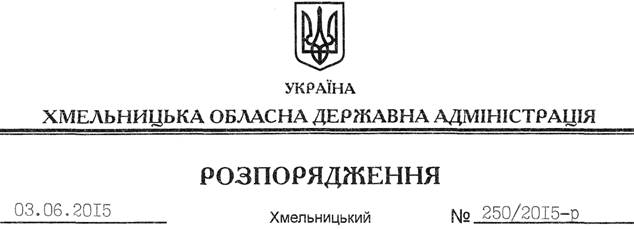 УКРАЇНА
ХМЕЛЬНИЦЬКА ОБЛАСНА ДЕРЖАВНА АДМІНІСТРАЦІЯ
РОЗПОРЯДЖЕННЯ
03.06.2015 Хмельницький № 250/2015-р